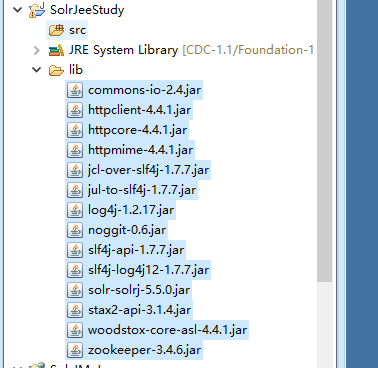 SolrJeeStudy
src
JRE System Library [CDC-1.1/Foundation-1
lib
commons-io-2.4.jar
httpclient-4.4.1.jar
httpcore-4.4.1.jar
httpmime-4.4.1.jar
jcl-over-slf4j-1.7.7.jar
jul-to-slf4j-1.7.7.jar
log4j-1.2.17.jar
noggit-0.6.jar
slf4j-api-1.7.7.jar
slf4j-log4j12-1.7.7.jar
solr-solrj-5.5.0.jar
stax2-api-3.1.4.jar
woodstox-core-asl-4.4.1.jar
zookeeper-3.4.6.jar